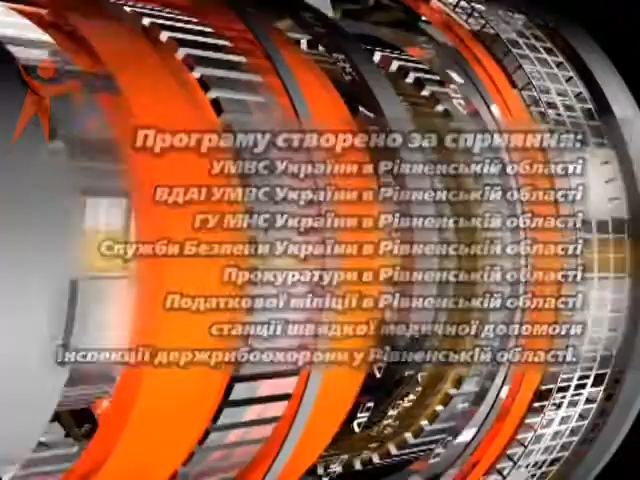 Програму створено за сприяння:
УМВС України в Рівненській області
ВДАІ УМВС України в Рівненській області
ГУ МНС України в Рівненській області
Служби Безпеки України в Рівненській області
Прокуратури в Рівненській області
Податкової міліції в Рівненській області
станції швидкої медичної допомоги
інспекції держрибоохорони у Рівненській області.